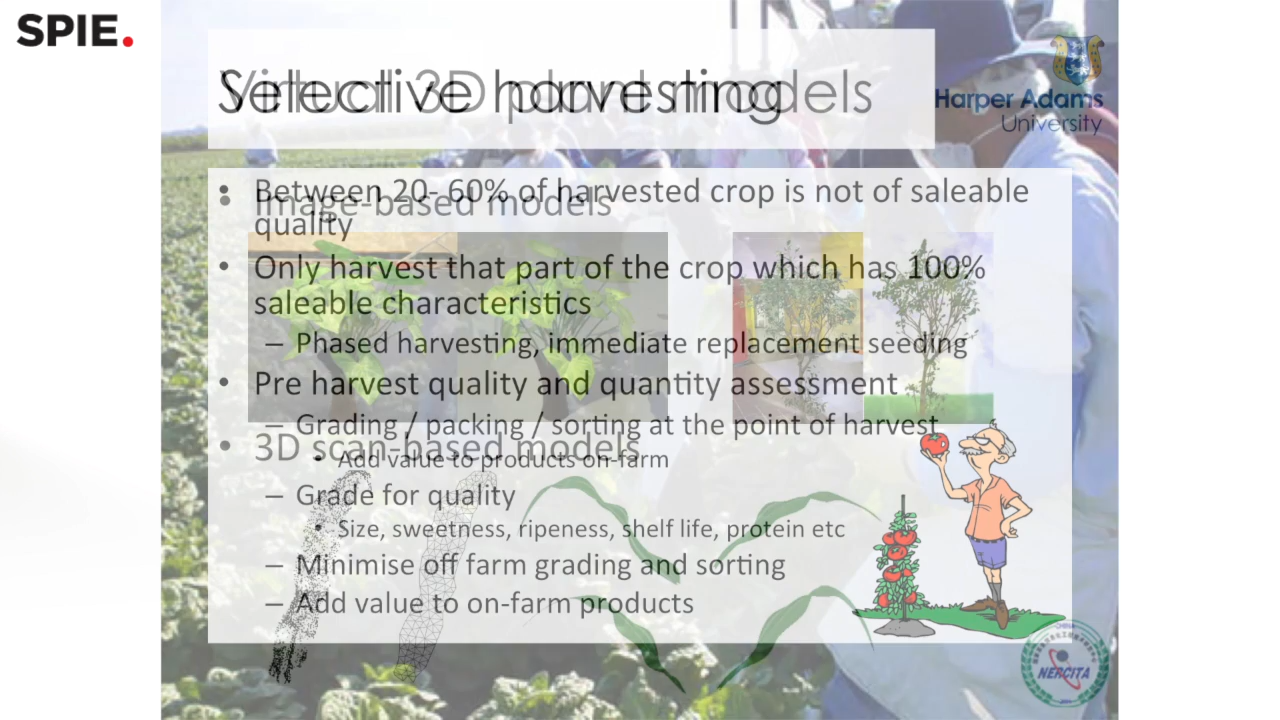 SPIE.
Selective harvesting
Virtual 3D plant models
Harper Adams
University
• Between 20- 60% of harvested crop is not of saleable
quality
• Image-based models
• Only harvest that part of the crop which has 100%
saleable characteristics
– Phased harvesting, immediate replacement seeding
• Pre harvest quality and quantity assessment
– Grading / packing / sorting at the point of harvest
• 3D scan-based models
• Add value to products on-farm
– Grade for quality
• Size, sweetness, ripeness, shelf life, protein etc
– Minimise off farm grading and sorting
– Add value to on-farm products
NERCITA